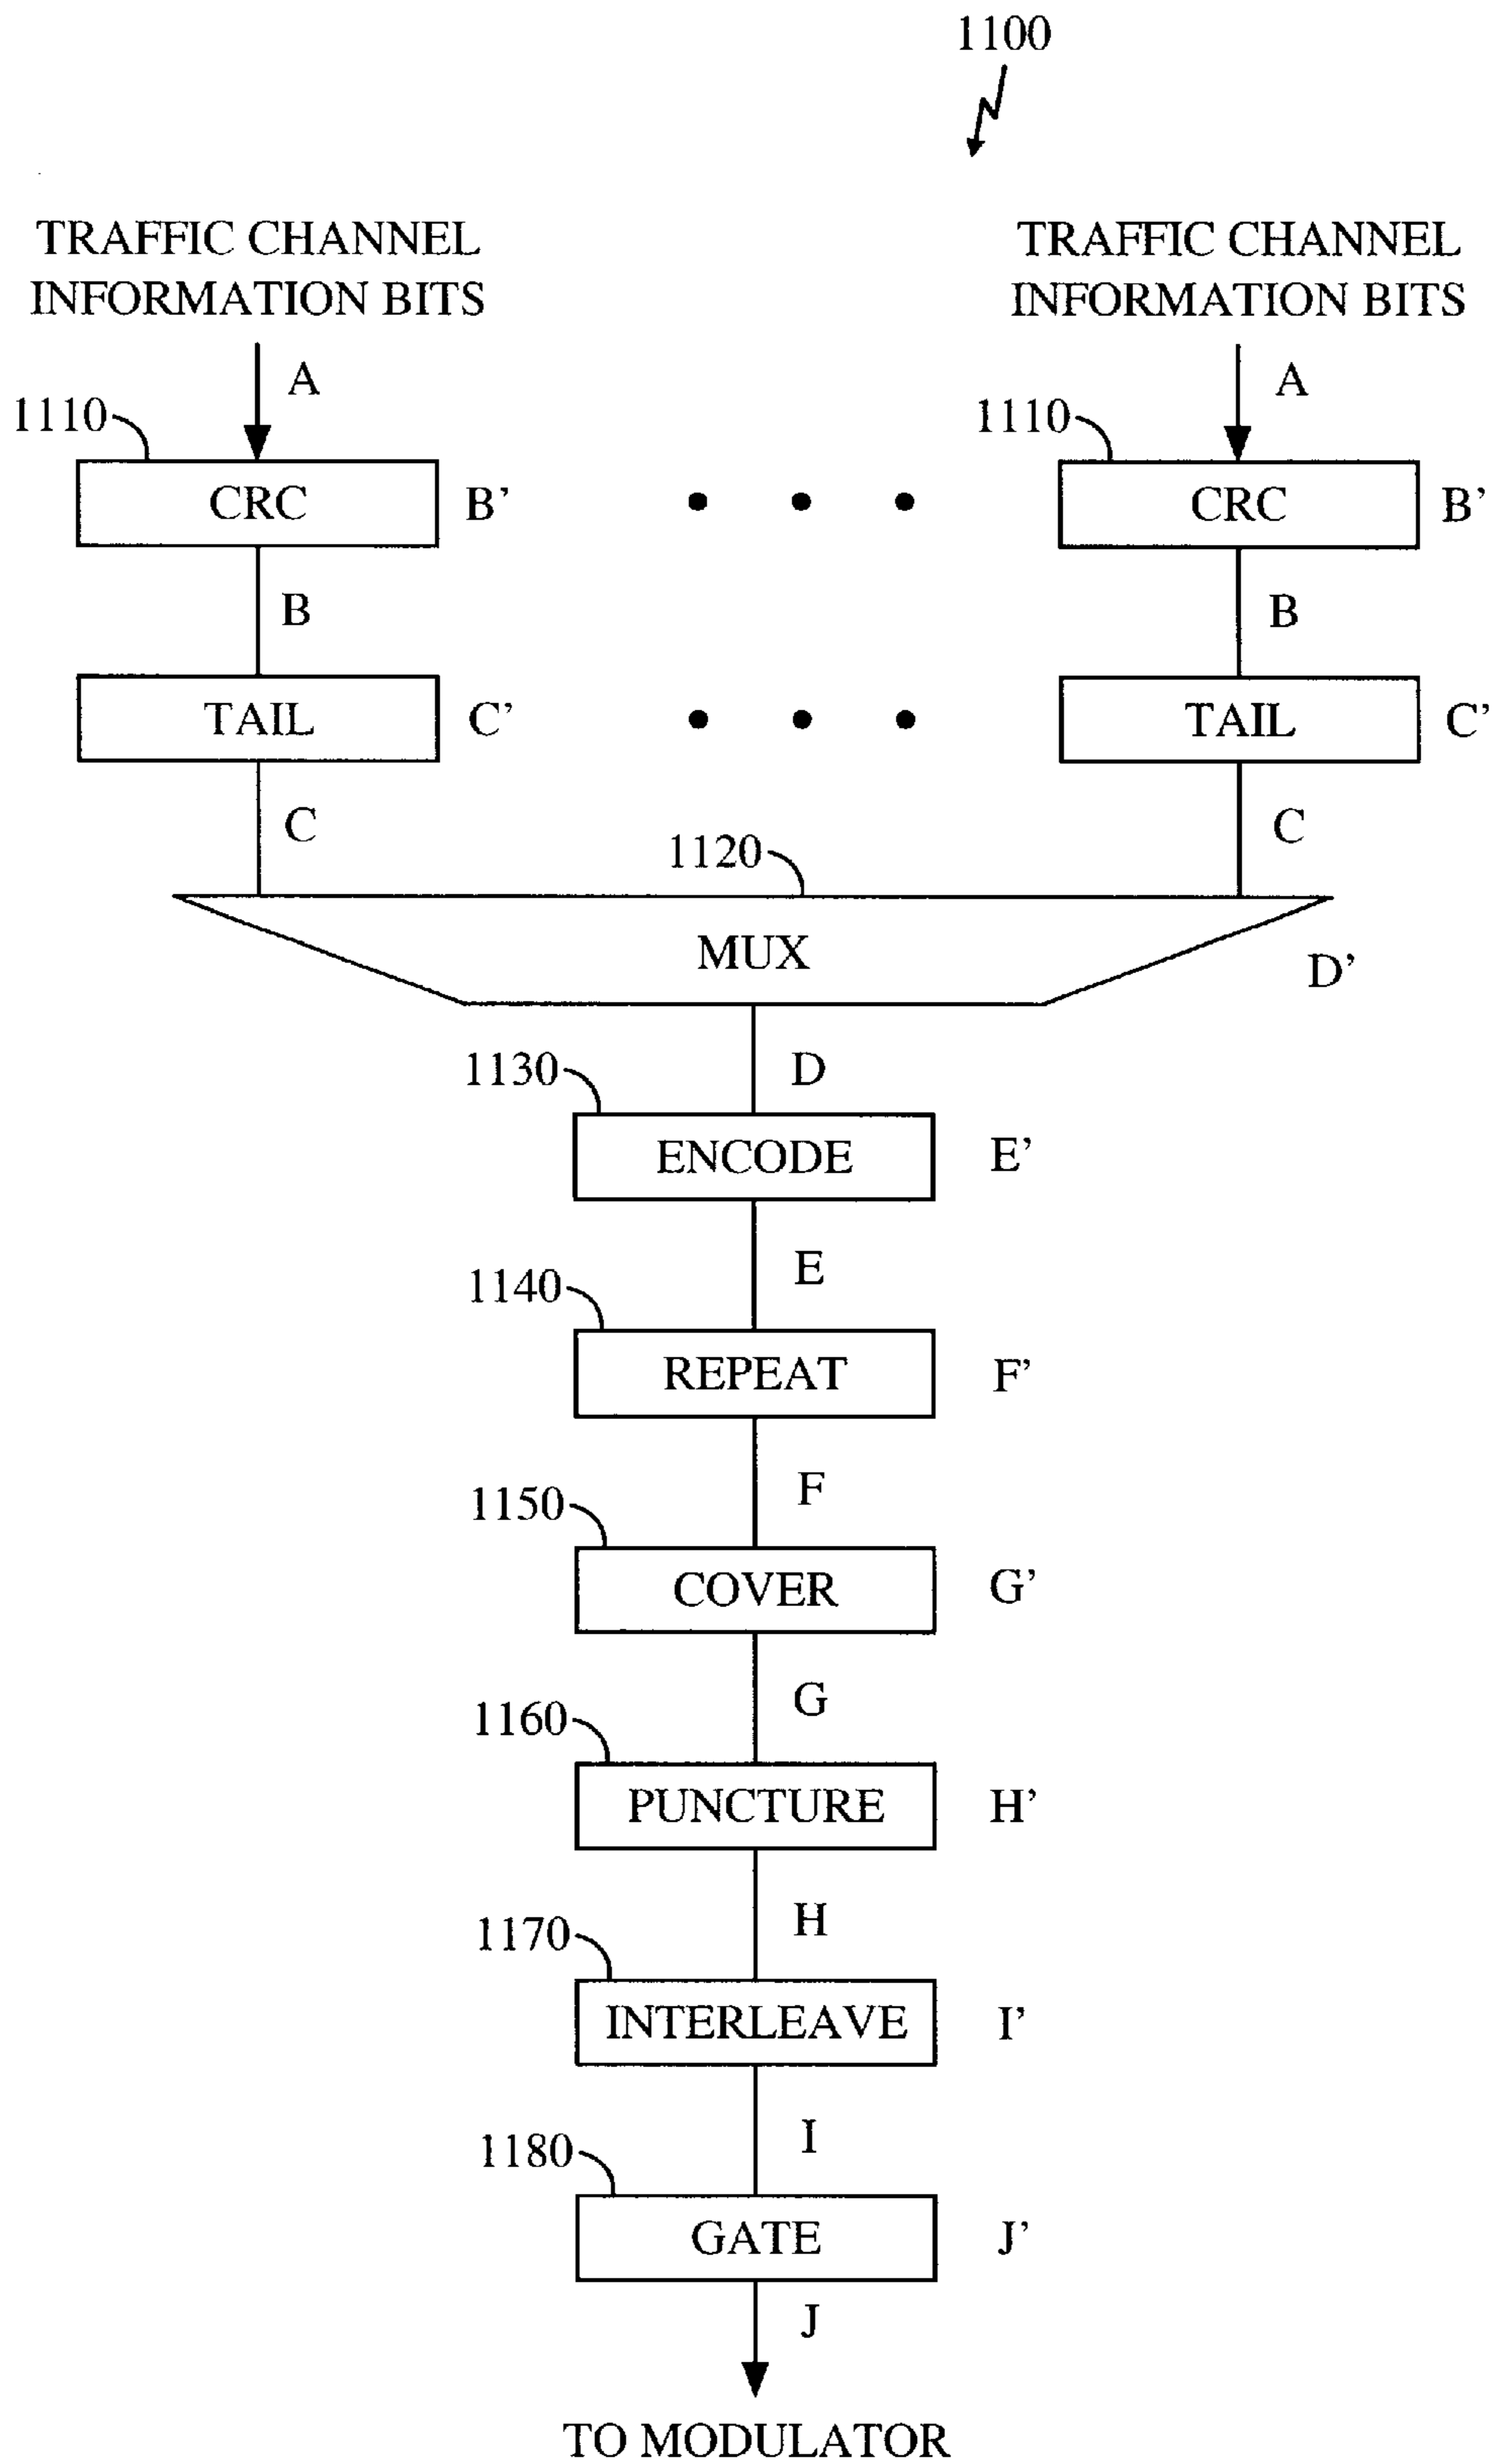 1100
TRAFFIC CHANNEL
INFORMATION BITS
TRAFFIC CHANNEL
INFORMATION BITS
A
A
1110
1110
CRC
B'
CRC
B'
B
B
TAIL
C'
TAIL
C'
C
C
1120
MUX
D'
D
1130
ENCODE
E'
E
1140
REPEAT
F'
F
1150
COVER
G'
G
1160
PUNCTURE
H'
H
1170
INTERLEAVE
I'
I
1180
GATE
J'
J
TO MODULATOR